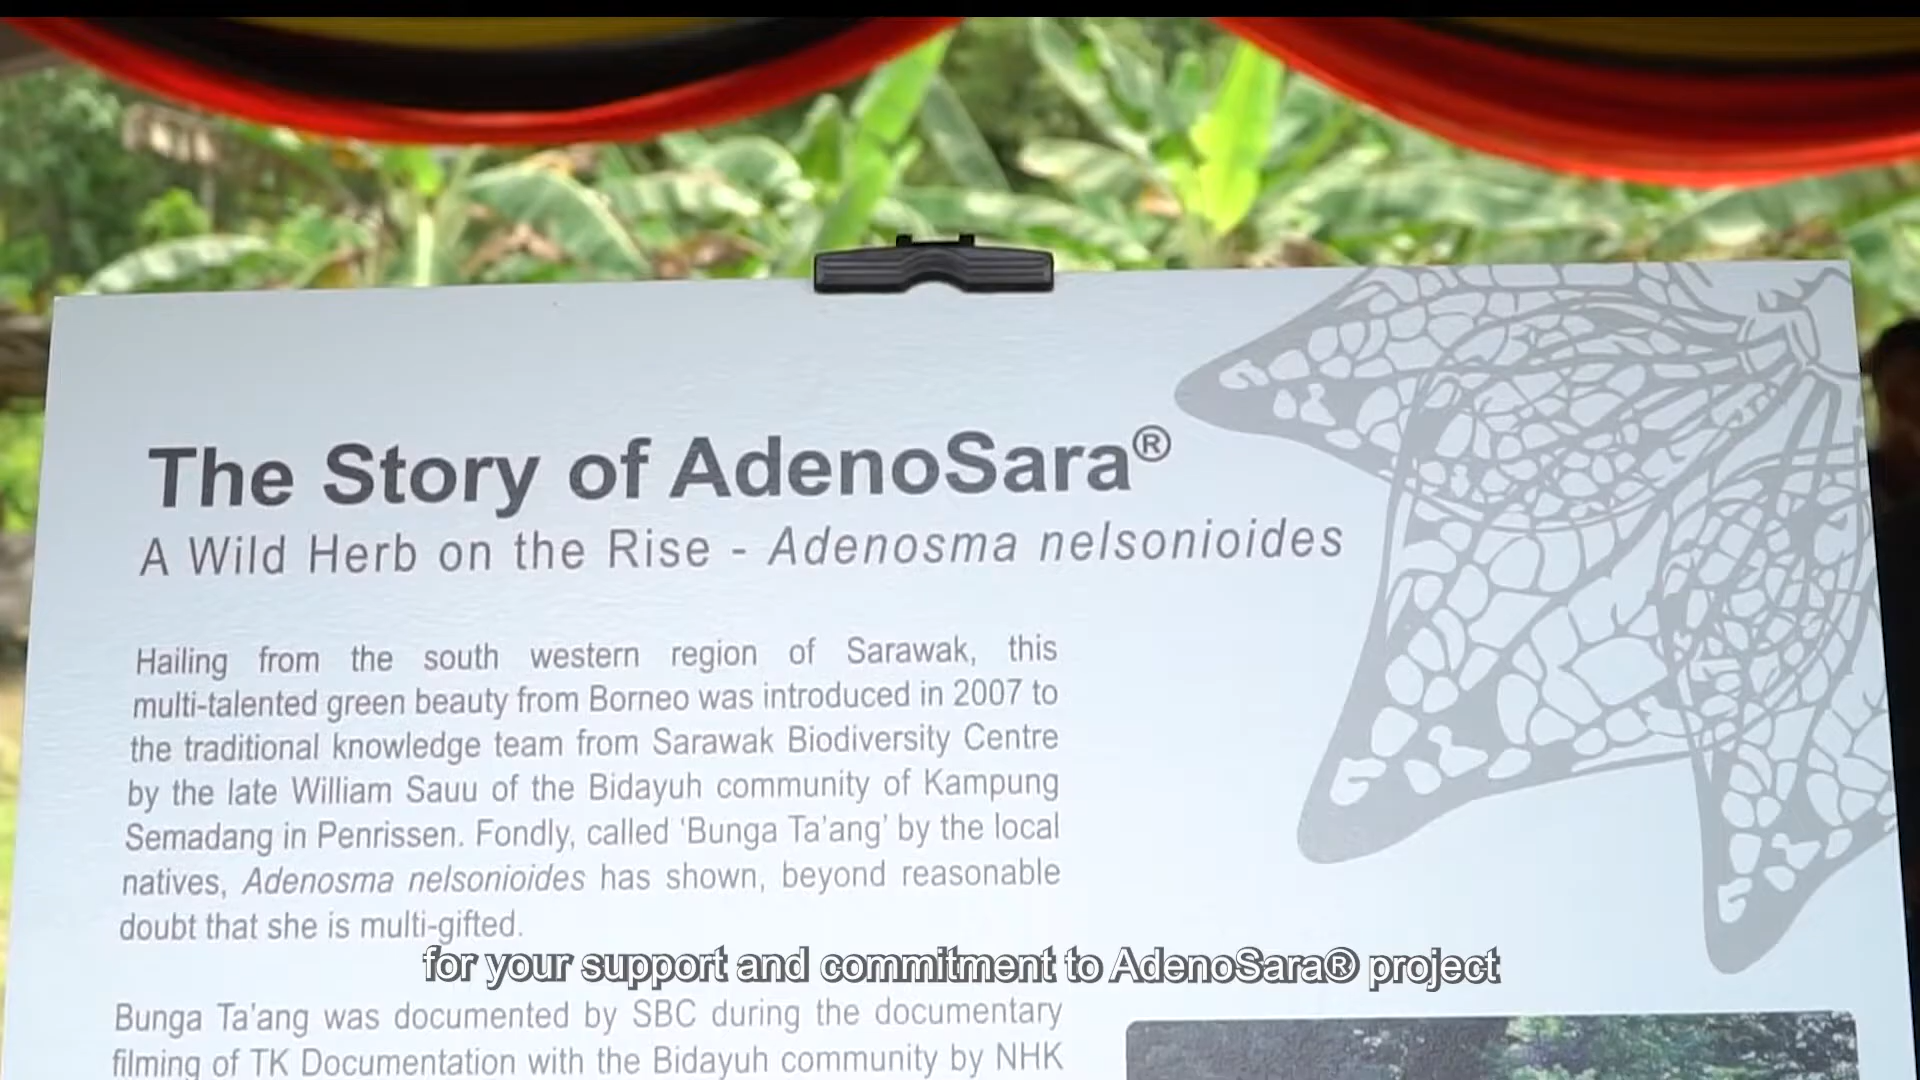 The Story of AdenoSara®
A Wild Herb on the Rise - Adenosma nelsonioides
Hailing from the south western region of Sarawak, this
multi-talented green beauty from Borneo was introduced in 2007 to
the traditional knowledge team from Sarawak Biodiversity Centre
by the late William Sauu of the Bidayuh community of Kampung
Semadang in Penrissen. Fondly, called ‘Bunga Ta’ang’ by the local
natives, Adenosma nelsonioides has shown, beyond reasonable
doubt that she is multi-gifted.
for your support and commitment to AdenoSara® project
Bunga Ta’ang was documented by SBC during the documentary
filming of TK Documentation with the Bidayuh community by NHK